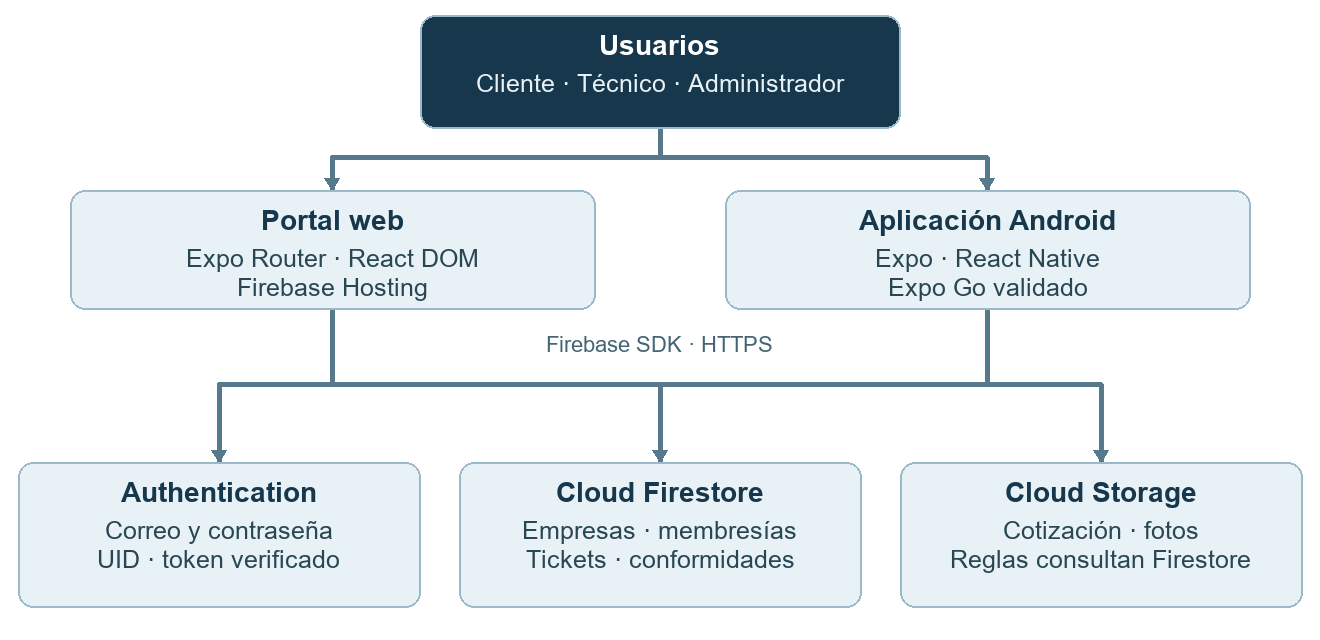 Usuarios
Cliente · Técnico · Administrador
Portal web
Expo Router · React DOM
Firebase Hosting
Aplicación Android
Expo · React Native
Expo Go validado
Firebase SDK · HTTPS
Authentication
Correo y contraseña
UID · token verificado
Cloud Firestore
Empresas · membresías
Tickets · conformidades
Cloud Storage
Cotización · fotos
Reglas consultan Firestore